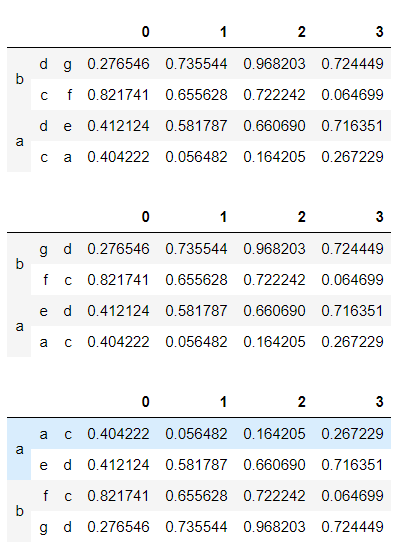 0 1 2 3
b d g 0.276546 0.735544 0.968203 0.724449
c f 0.821741 0.655628 0.722242 0.064699
a d e 0.412124 0.581787 0.660690 0.716351
c a 0.404222 0.056482 0.164205 0.267229
0 1 2 3
b g d 0.276546 0.735544 0.968203 0.724449
f c 0.821741 0.655628 0.722242 0.064699
a e d 0.412124 0.581787 0.660690 0.716351
a c 0.404222 0.056482 0.164205 0.267229
0 1 2 3
a a c 0.404222 0.056482 0.164205 0.267229
e d 0.412124 0.581787 0.660690 0.716351
b f c 0.821741 0.655628 0.722242 0.064699
g d 0.276546 0.735544 0.968203 0.724449